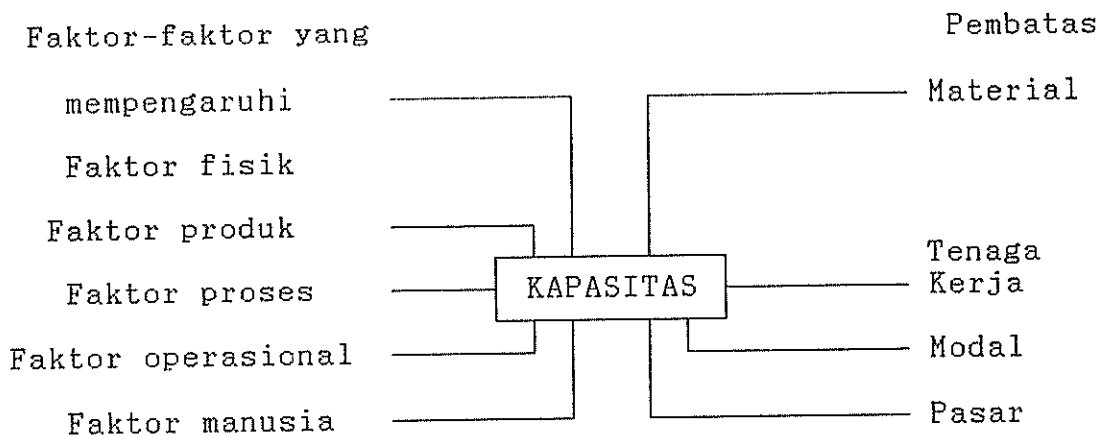 Faktor-faktor yang
mempengaruhi
Faktor fisik
Faktor produk
Faktor proses
Faktor operasional
Faktor manusia
KAPASITAS
Pembatas
Material
Tenaga
Kerja
Modal
Pasar